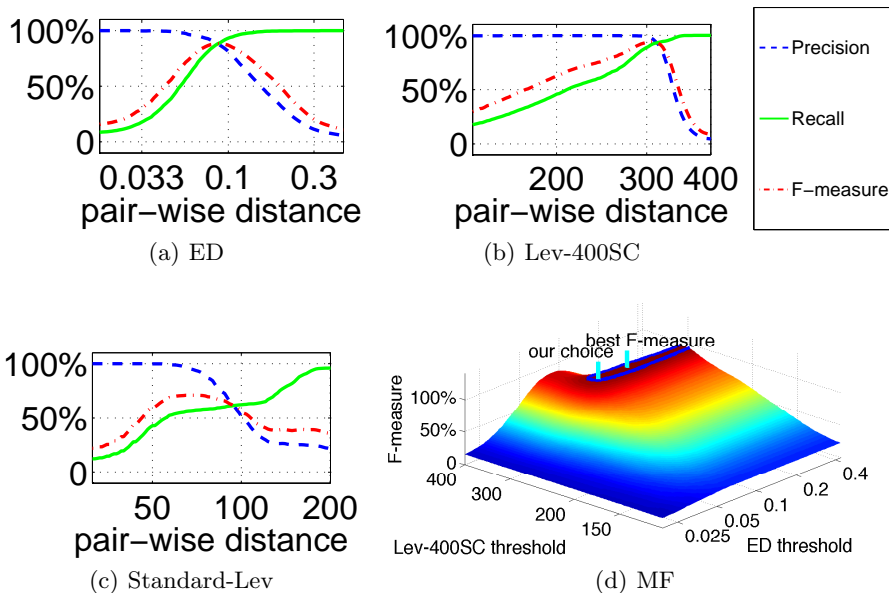 100%
50%
0
0.033 0.1 0.3
pair-wise distance
(a) ED
100%
50%
0
200 300 400
pair-wise distance
(b) Lev-400SC
Precision
Recall
F-measure
100%
50%
0
50 100 200
pair-wise distance
(c) Standard-Lev
best F-measure
our choice
F-measure
100%
50%
0
400 300 200 150
Lev-400SC threshold
0.025 0.05 0.1 0.2 0.4
ED threshold
(d) MF